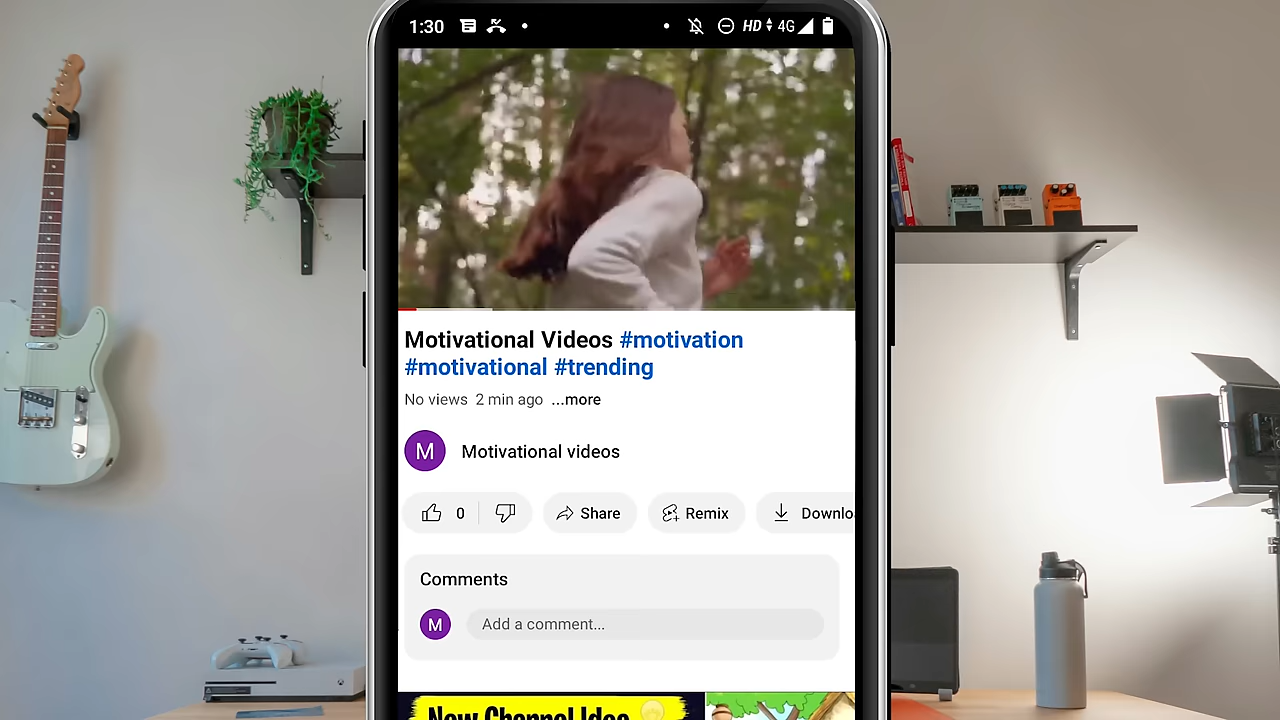 1:30 HD 4G
Motivational Videos #motivation
#motivational #trending
No views 2 min ago ...more
M Motivational videos
0 Share Remix Downlo
Comments
M Add a comment...
New Channel Idea